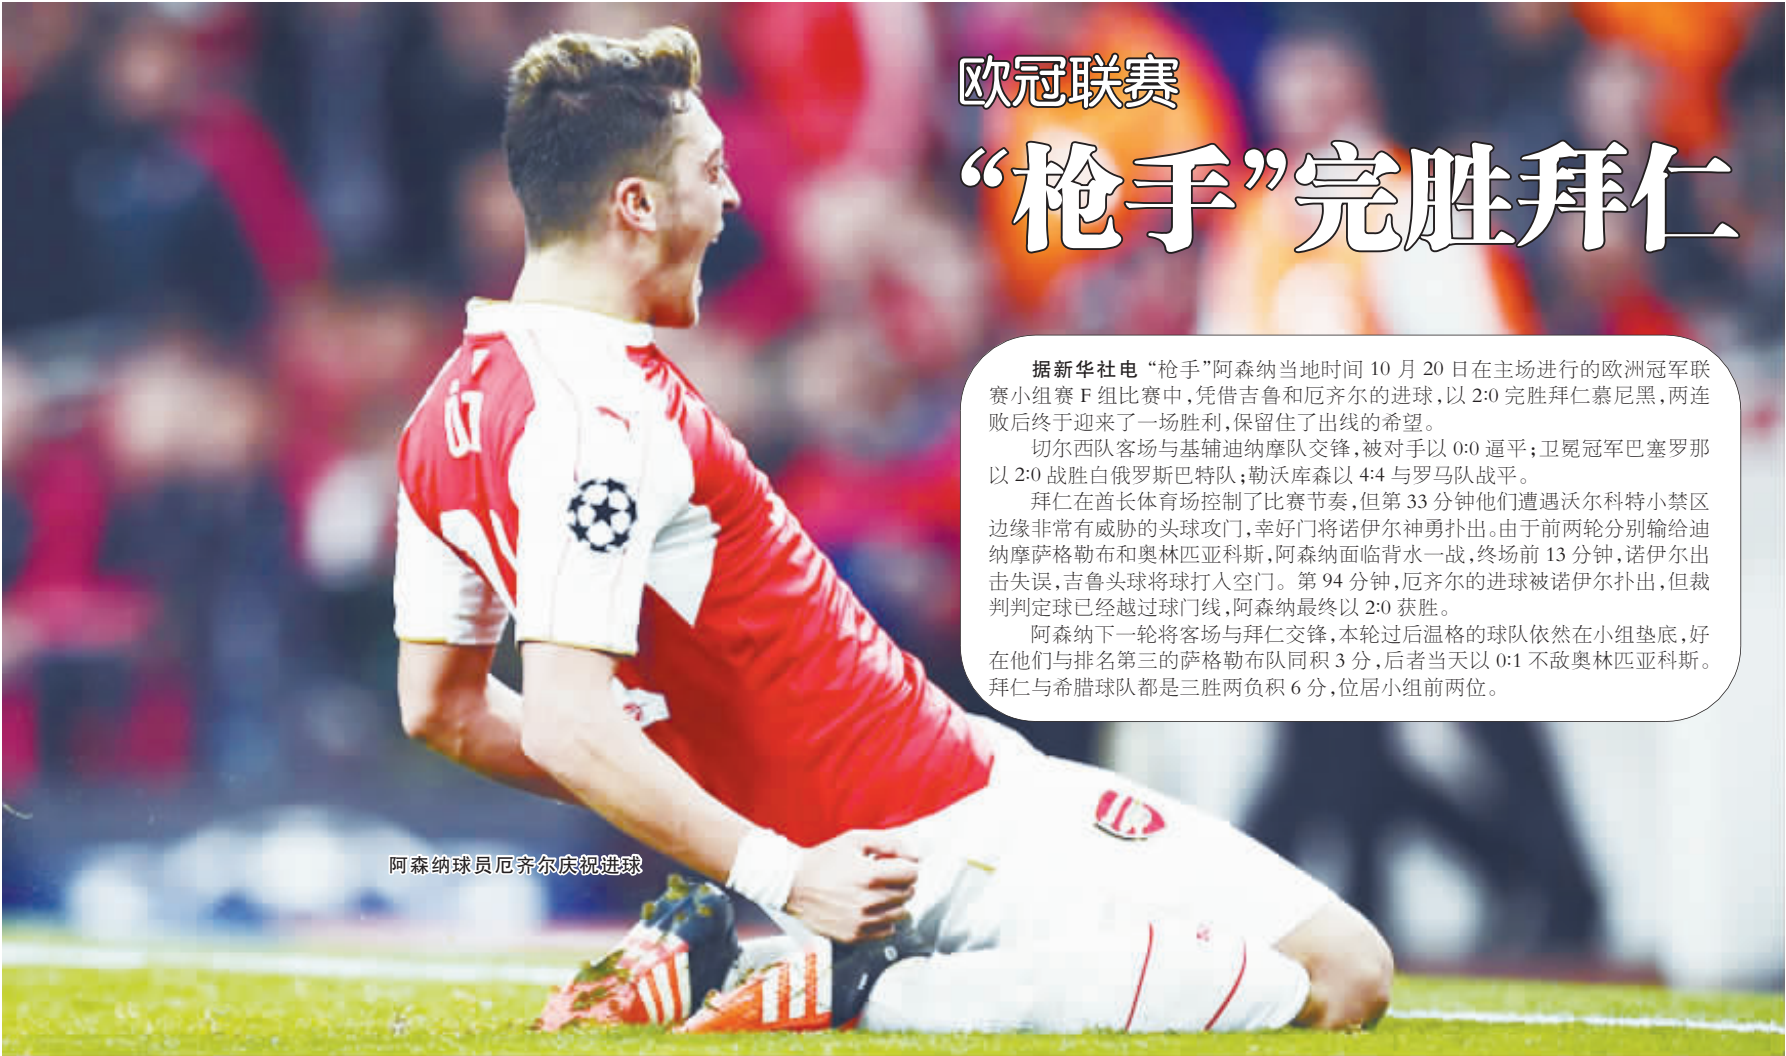 欧冠联赛
“枪手”完胜拜仁
据新华社电 “枪手”阿森纳当地时间 10 月 20 日在主场进行的欧洲冠军联
赛小组赛 F 组比赛中,凭借吉鲁和厄齐尔的进球,以 2:0 完胜拜仁慕尼黑,两连
败后终于迎来了一场胜利,保留住了出线的希望。
切尔西队客场与基辅迪纳摩队交锋,被对手以 0:0 逼平;卫冕冠军巴塞罗那
以 2:0 战胜白俄罗斯巴特队;勒沃库森以 4:4 与罗马队战平。
拜仁在酋长体育场控制了比赛节奏,但第 33 分钟他们遭遇沃尔科特小禁区
边缘非常有威胁的头球攻门,幸好门将诺伊尔神勇扑出。由于前两轮分别输给迪
纳摩萨格勒布和奥林匹亚科斯,阿森纳面临背水一战,终场前 13 分钟,诺伊尔出
击失误,吉鲁头球将球打入空门。第 94 分钟,厄齐尔的进球被诺伊尔扑出,但裁
判判定球已经越过球门线,阿森纳最终以 2:0 获胜。
阿森纳下一轮将客场与拜仁交锋,本轮过后温格的球队依然在小组垫底,好
在他们与排名第三的萨格勒布队同积 3 分,后者当天以 0:1 不敌奥林匹亚科斯。
拜仁与希腊球队都是三胜两负积 6 分,位居小组前两位。
阿森纳球员厄齐尔庆祝进球